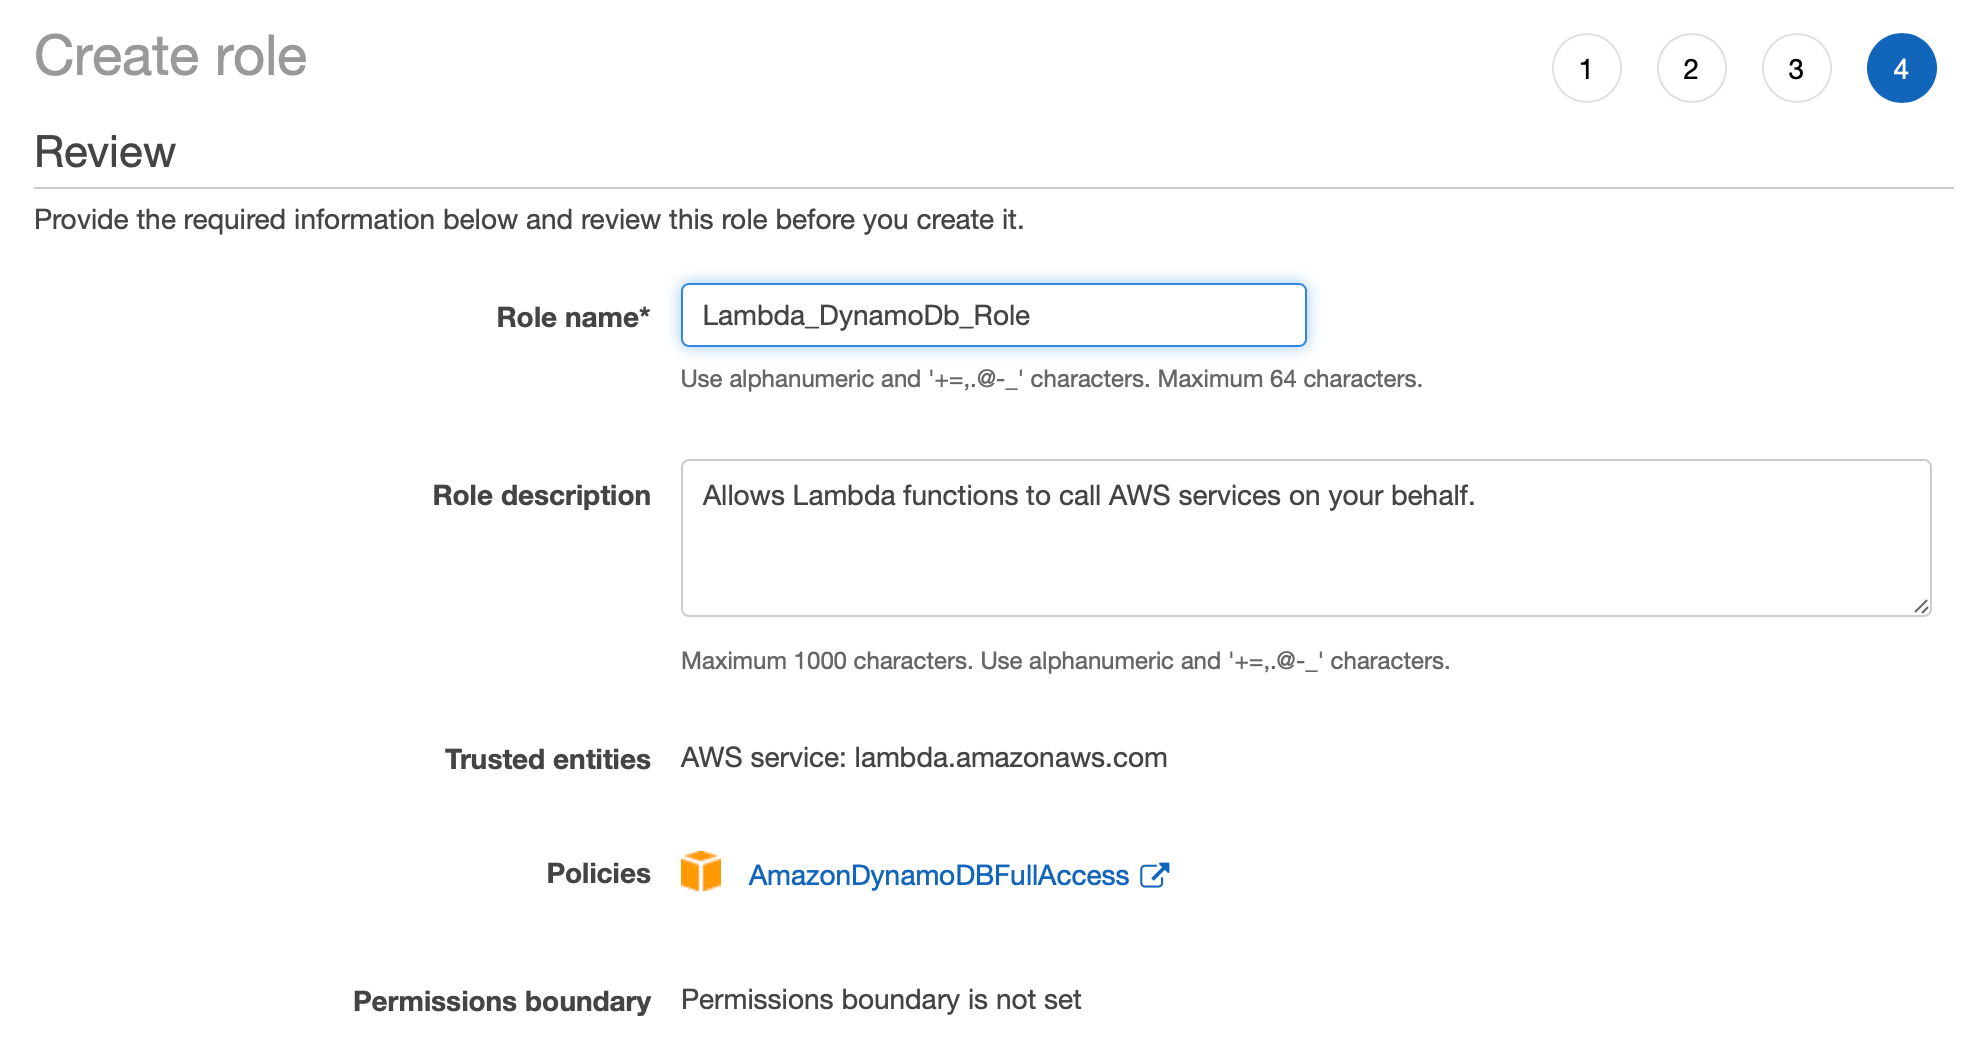 Create role
1 2 3 4
Review
Provide the required information below and review this role before you create it.
Role name* Lambda_DynamoDb_Role
Use alphanumeric and '+=,.@-_' characters. Maximum 64 characters.
Role description Allows Lambda functions to call AWS services on your behalf.
Maximum 1000 characters. Use alphanumeric and '+=,.@-_' characters.
Trusted entities AWS service: lambda.amazonaws.com
Policies AmazonDynamoDBFullAccess
Permissions boundary Permissions boundary is not set